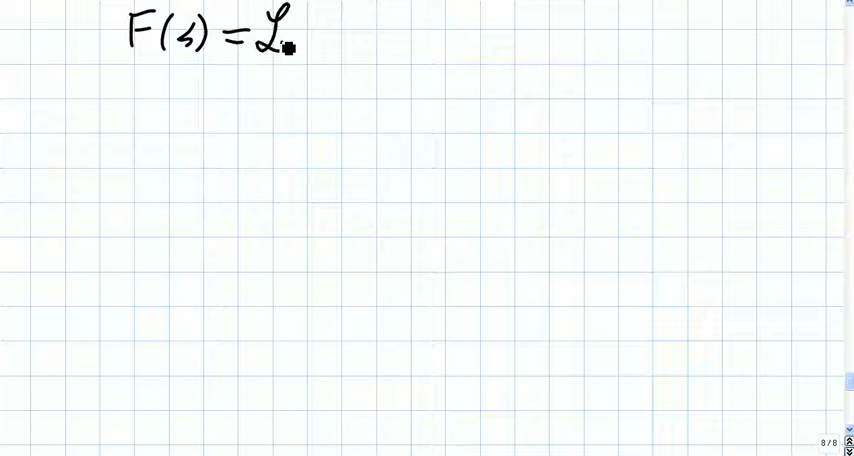 F(s) = ℒ
8/8